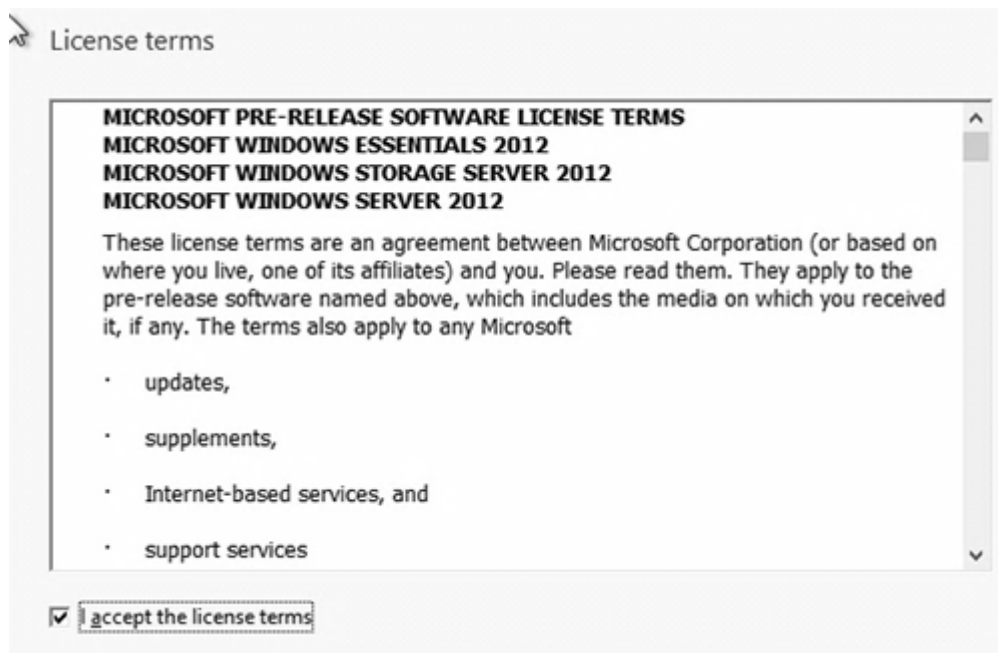 License terms
MICROSOFT PRE-RELEASE SOFTWARE LICENSE TERMS
MICROSOFT WINDOWS ESSENTIALS 2012
MICROSOFT WINDOWS STORAGE SERVER 2012
MICROSOFT WINDOWS SERVER 2012
These license terms are an agreement between Microsoft Corporation (or based on
where you live, one of its affiliates) and you. Please read them. They apply to the
pre-release software named above, which includes the media on which you received
it, if any. The terms also apply to any Microsoft
· updates,
· supplements,
· Internet-based services, and
· support services
I accept the license terms